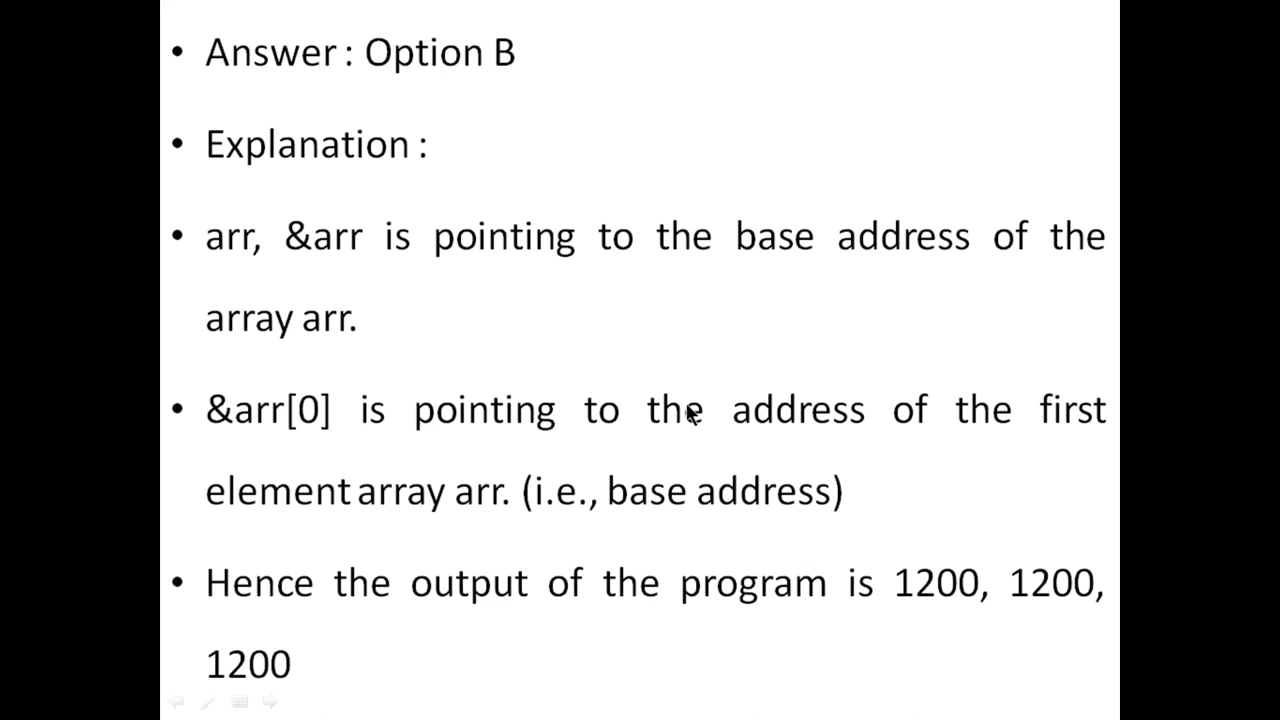 • Answer : Option B
• Explanation :
• arr, &arr is pointing to the base address of the
array arr.
• &arr[0] is pointing to the address of the first
element array arr. (i.e., base address)
• Hence the output of the program is 1200, 1200,
1200